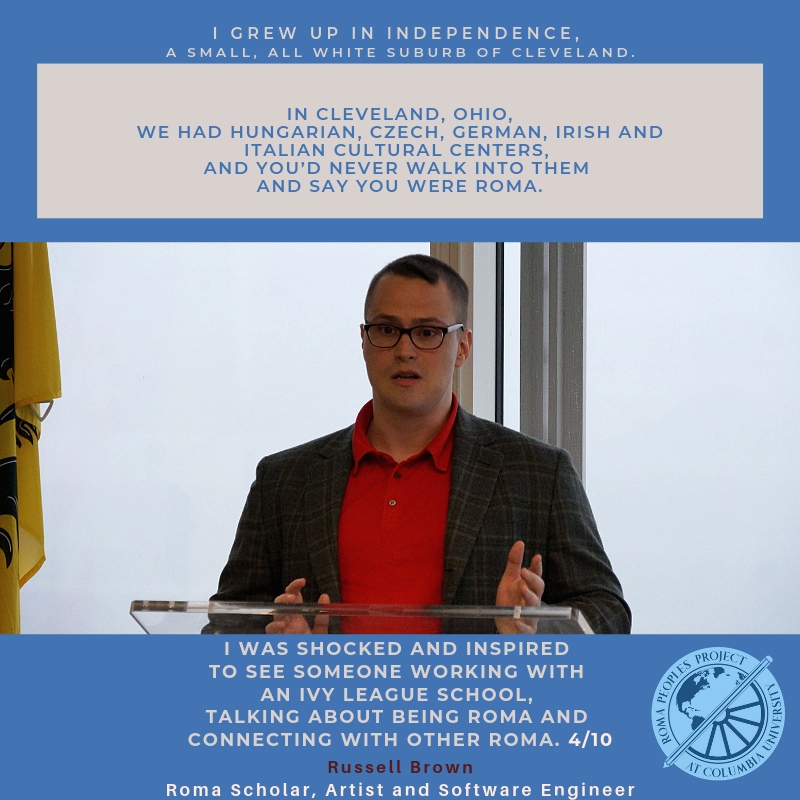 I GREW UP IN INDEPENDENCE,
A SMALL, ALL WHITE SUBURB OF CLEVELAND.
IN CLEVELAND, OHIO,
WE HAD HUNGARIAN, CZECH, GERMAN, IRISH AND
ITALIAN CULTURAL CENTERS,
AND YOU'D NEVER WALK INTO THEM
AND SAY YOU WERE ROMA.
I WAS SHOCKED AND INSPIRED
TO SEE SOMEONE WORKING WITH
AN IVY LEAGUE SCHOOL,
TALKING ABOUT BEING ROMA AND
CONNECTING WITH OTHER ROMA. 4/10
Russell Brown
Roma Scholar, Artist and Software Engineer
ROMA PEOPLES PROJECT
AT COLUMBIA UNIVERSITY